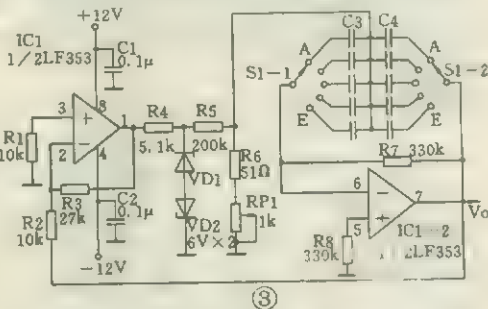 +12V
IC1
1/2LF353
C1
0.1μ
C3
C4
A
A
S1-1
S1-2
E
E
3
8
1
2
4
+
−
R1
10k
R4
5.1k
R5
200k
R3
27k
R2
10k
C2
0.1μ
VD1
VD2
6V×2
R6
51Ω
RP1
1k
R7 330k
6
7
5
−
+
Vo
R8
330k
IC1-2
2LF353
−12V
③